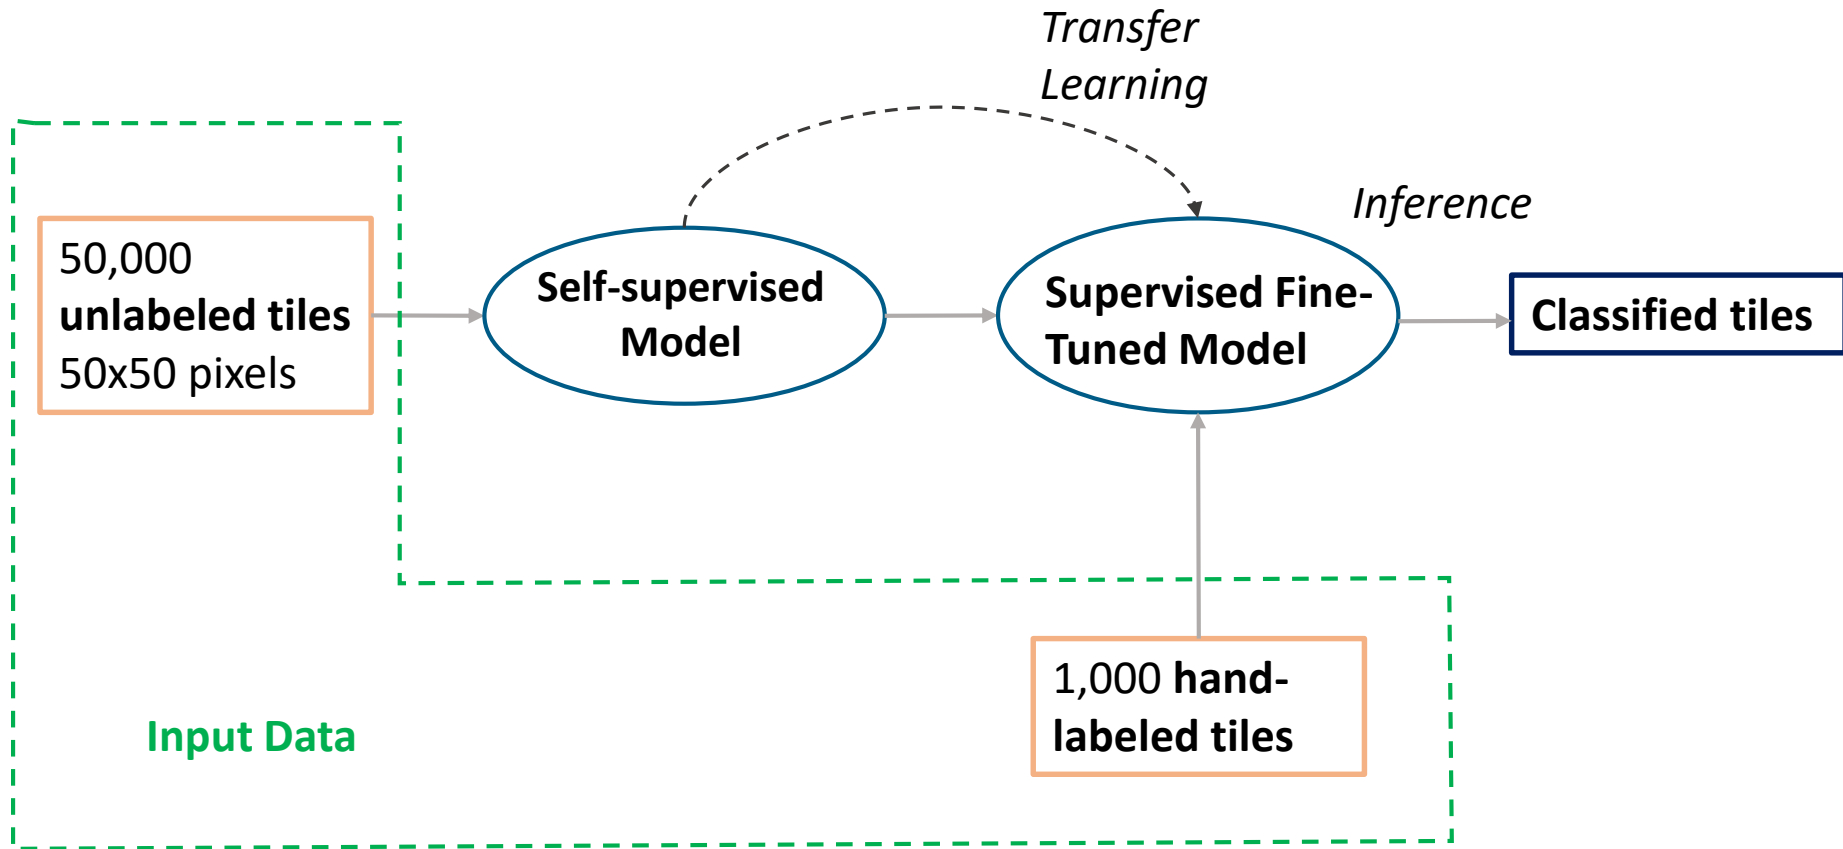 Transfer
Learning
Inference
50,000
unlabeled tiles
50x50 pixels
Self-supervised
Model
Supervised Fine-
Tuned Model
Classified tiles
1,000 hand-
labeled tiles
Input Data